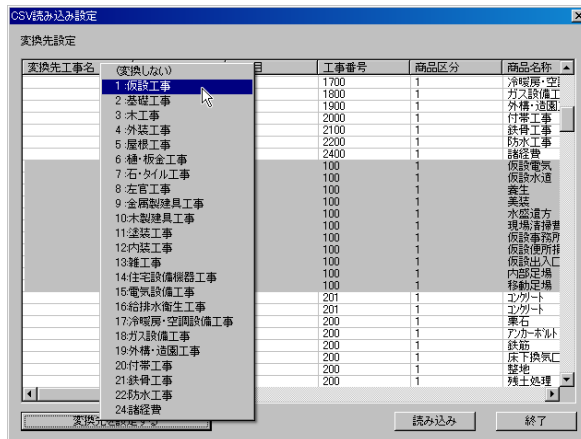 CSV読み込み設定
変換先設定
変換先工事名 目 工事番号 商品区分 商品名称
(変換しない)
1:仮設工事
2:基礎工事
3:木工事
4:外装工事
5:屋根工事
6:樋・板金工事
7:石・タイル工事
8:左官工事
9:金属製建具工事
10:木製建具工事
11:塗装工事
12:内装工事
13:雑工事
14:住宅設備機器工事
15:電気設備工事
16:給排水衛生工事
17:冷暖房・空調設備工事
18:ガス設備工事
19:外構・造園工事
20:付帯工事
21:鉄骨工事
22:防水工事
24:諸経費
1700 1 冷暖房・空
1800 1 ガス設備工
1900 1 外構・造園
2000 1 付帯工事
2100 1 鉄骨工事
2200 1 防水工事
2400 1 諸経費
100 1 仮設電気
100 1 仮設水道
100 1 養生
100 1 美装
100 1 水盛遣方
100 1 現場清掃
100 1 仮設事務所
100 1 仮設便所
100 1 仮設出入口
100 1 内部足場
100 1 移動足場
201 1 コンクリート
201 1 コンクリート
200 1 栗石
200 1 アンカーボルト
200 1 鉄筋
200 1 床下換気口
200 1 整地
200 1 残土処理
変換先を設定する 読み込み 終了